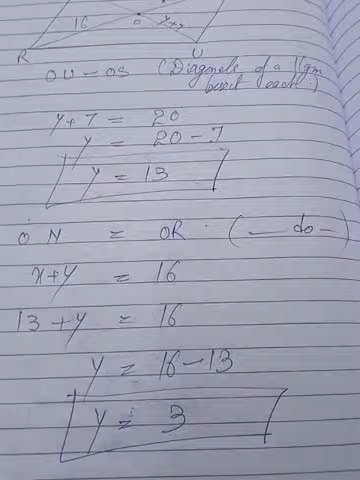 16
O
y+7
R
U
OU – OS (Diagonals of a ||gm
bisect each.)
y + 7 = 20
y = 20 – 7
y = 13
ON = OR (— do –)
x+y = 16
13 + y = 16
y = 16 – 13
y = 3